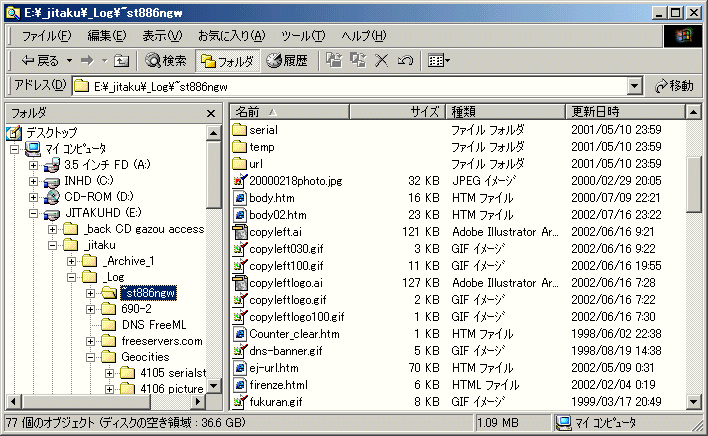 E:¥_jitaku¥_Log¥~st886ngw
ファイル(F) 編集(E) 表示(V) お気に入り(A) ツール(T) ヘルプ(H)
戻る 検索 フォルダ 履歴
アドレス(D) E:¥_jitaku¥_Log¥~st886ngw 移動
フォルダ
デスクトップ
マイ コンピュータ
3.5 インチ FD (A:)
INHD (C:)
CD-ROM (D:)
JITAKUHD (E:)
_back CD gazou access
_jitaku
_Archive_1
_Log
~st886ngw
690-2
DNS FreeML
freeservers.com
Geocities
4105 serialst
4106 picture
名前 サイズ 種類 更新日時
serial ファイル フォルダ 2001/05/10 23:59
temp ファイル フォルダ 2001/05/10 23:59
url ファイル フォルダ 2001/05/10 23:59
20000218photo.jpg 32 KB JPEG イメージ 2000/02/29 20:05
body.htm 16 KB HTM ファイル 2000/07/09 22:21
body02.htm 23 KB HTM ファイル 2002/07/16 23:22
copyleft.ai 121 KB Adobe Illustrator Ar... 2002/06/16 9:21
copyleft030.gif 3 KB GIF イメージ 2002/06/16 9:22
copyleft100.gif 11 KB GIF イメージ 2002/06/16 19:55
copyleftlogo.ai 127 KB Adobe Illustrator Ar... 2002/06/16 7:28
copyleftlogo.gif 2 KB GIF イメージ 2002/06/16 7:22
copyleftlogo100.gif 1 KB GIF イメージ 2002/06/16 7:30
Counter_clear.htm 1 KB HTM ファイル 1998/06/02 22:38
dns-banner.gif 5 KB GIF イメージ 1998/08/19 14:38
ej-url.htm 70 KB HTM ファイル 2002/05/09 0:31
firenze.html 6 KB HTML ファイル 2002/02/04 0:19
fukuran.gif 8 KB GIF イメージ 1999/03/17 20:49
77 個のオブジェクト (ディスクの空き領域: 36.6 GB) 1.09 MB マイ コンピュータ